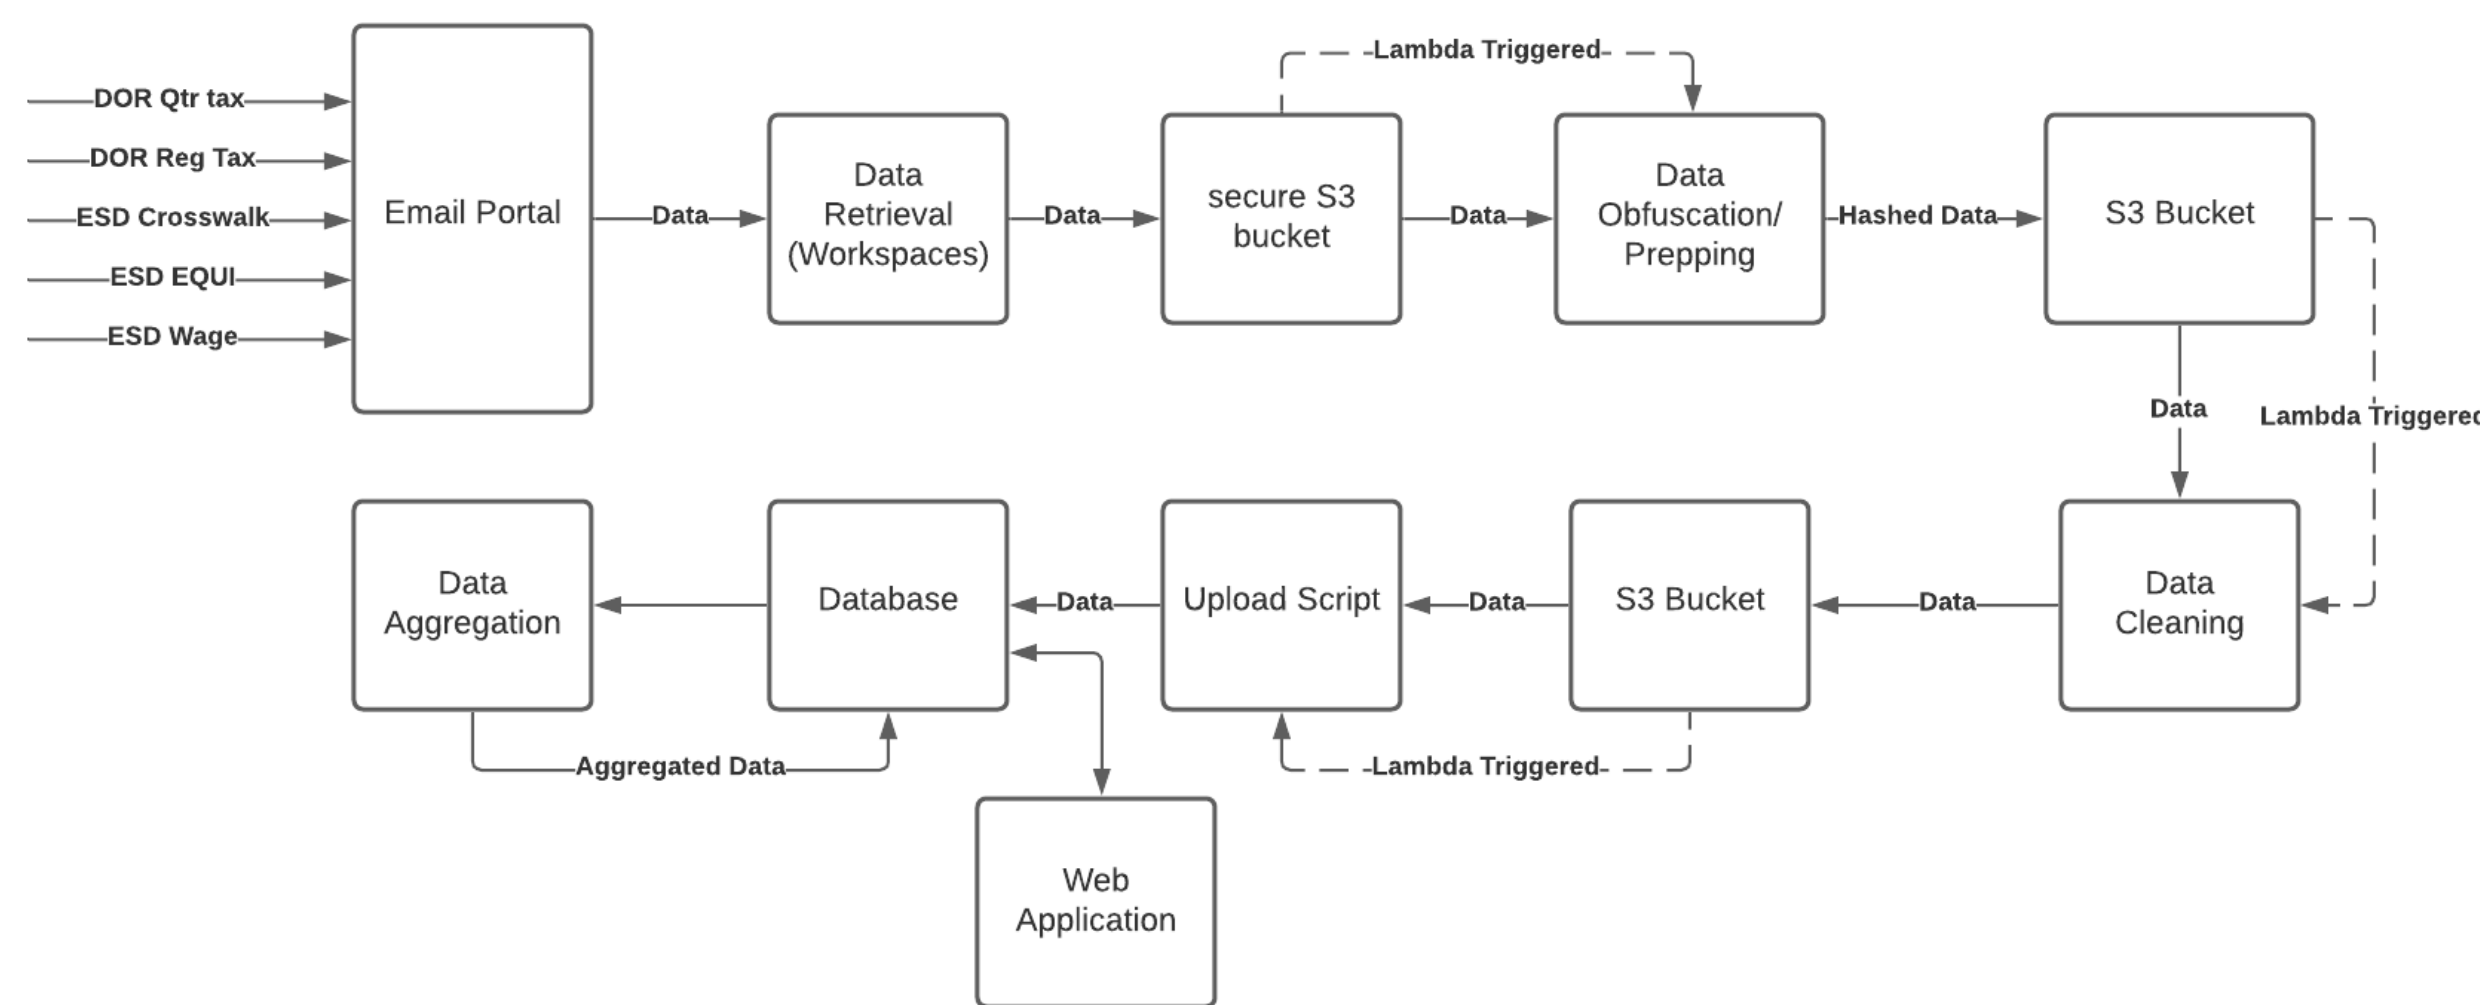 Lambda Triggered
DOR Qtr tax
DOR Reg Tax
ESD Crosswalk
ESD EQUI
ESD Wage
Email Portal
Data
Data
Retrieval
(Workspaces)
Data
secure S3
bucket
Data
Data
Obfuscation/
Prepping
Hashed Data
S3 Bucket
Data
Lambda Triggered
Data
Aggregation
Database
Data
Upload Script
Data
S3 Bucket
Data
Data
Cleaning
Aggregated Data
Lambda Triggered
Web
Application